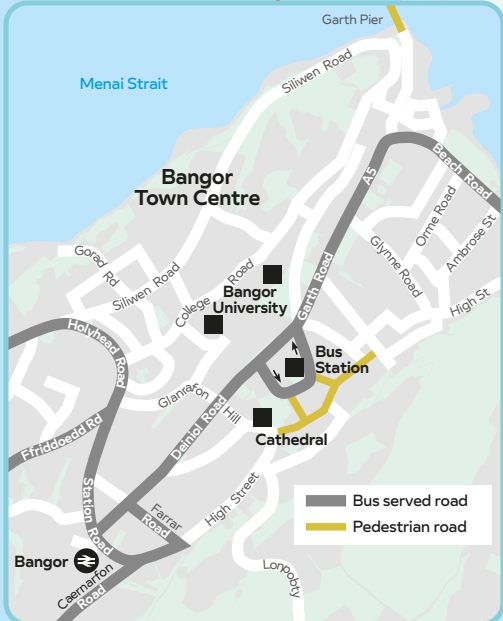 Garth Pier
Siliwen Road
Menai Strait
Bangor
Town Centre
A5
Beach Road
Orme Road
Ambrose St
Glynne Road
Gorad Rd
Siliwen Road
College Road
Bangor
University
Garth Road
High St
Holyhead Road
Bus
Station
Glanrafon Hill
Deiniol Road
Ffriddoedd Rd
Cathedral
Station Road
Farrar
Road
High Street
Bus served road
Pedestrian road
Bangor
Caernarfon
Road
Lonpobty